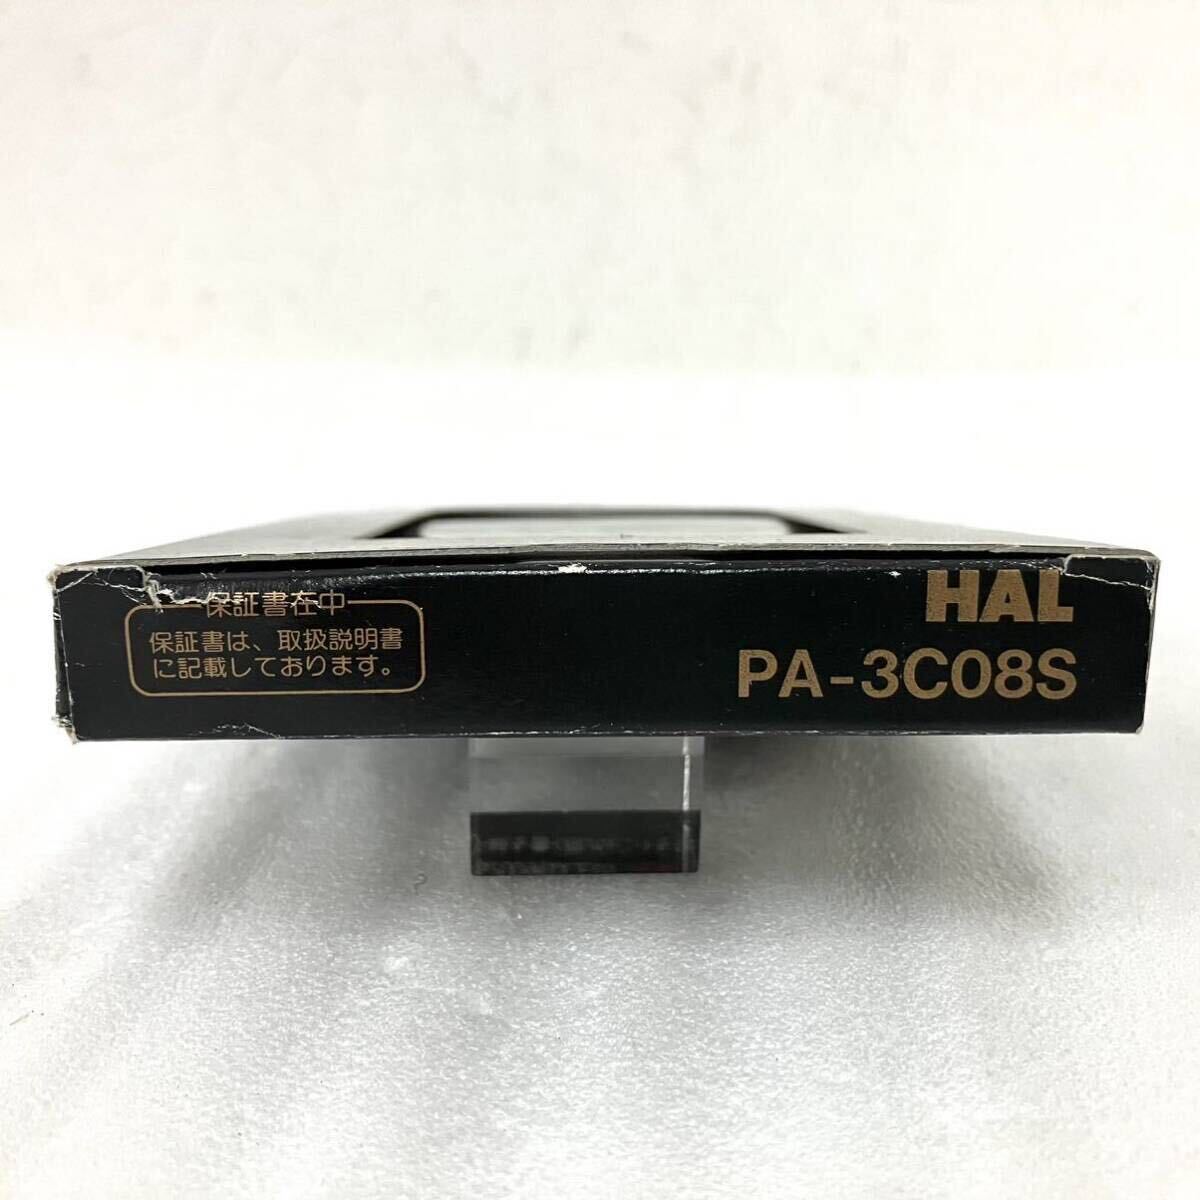 保証書在中
保証書は、取扱説明書
に記載しております。
HAL
PA-3C08S